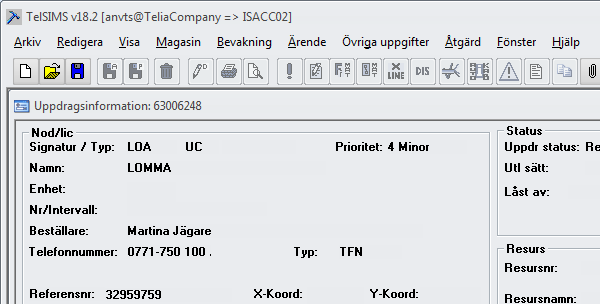 TelSIMS v18.2 [anvts@TeliaCompany => ISACC02]
Arkiv Redigera Visa Magasin Bevakning Ärende Övriga uppgifter Åtgärd Fönster Hjälp
LINE DIS
Uppdragsinformation: 63006248
Nod/lic
Signatur / Typ: LOA UC Prioritet: 4 Minor
Namn: LOMMA
Enhet:
Nr/Intervall:
Beställare: Martina Jägare
Telefonnummer: 0771-750 100 . Typ: TFN
Referensnr: 32959759 X-Koord: Y-Koord:
Status
Uppdr status: Re
Utl sätt:
Låst av:
Resurs
Resursnr:
Resursnamn: